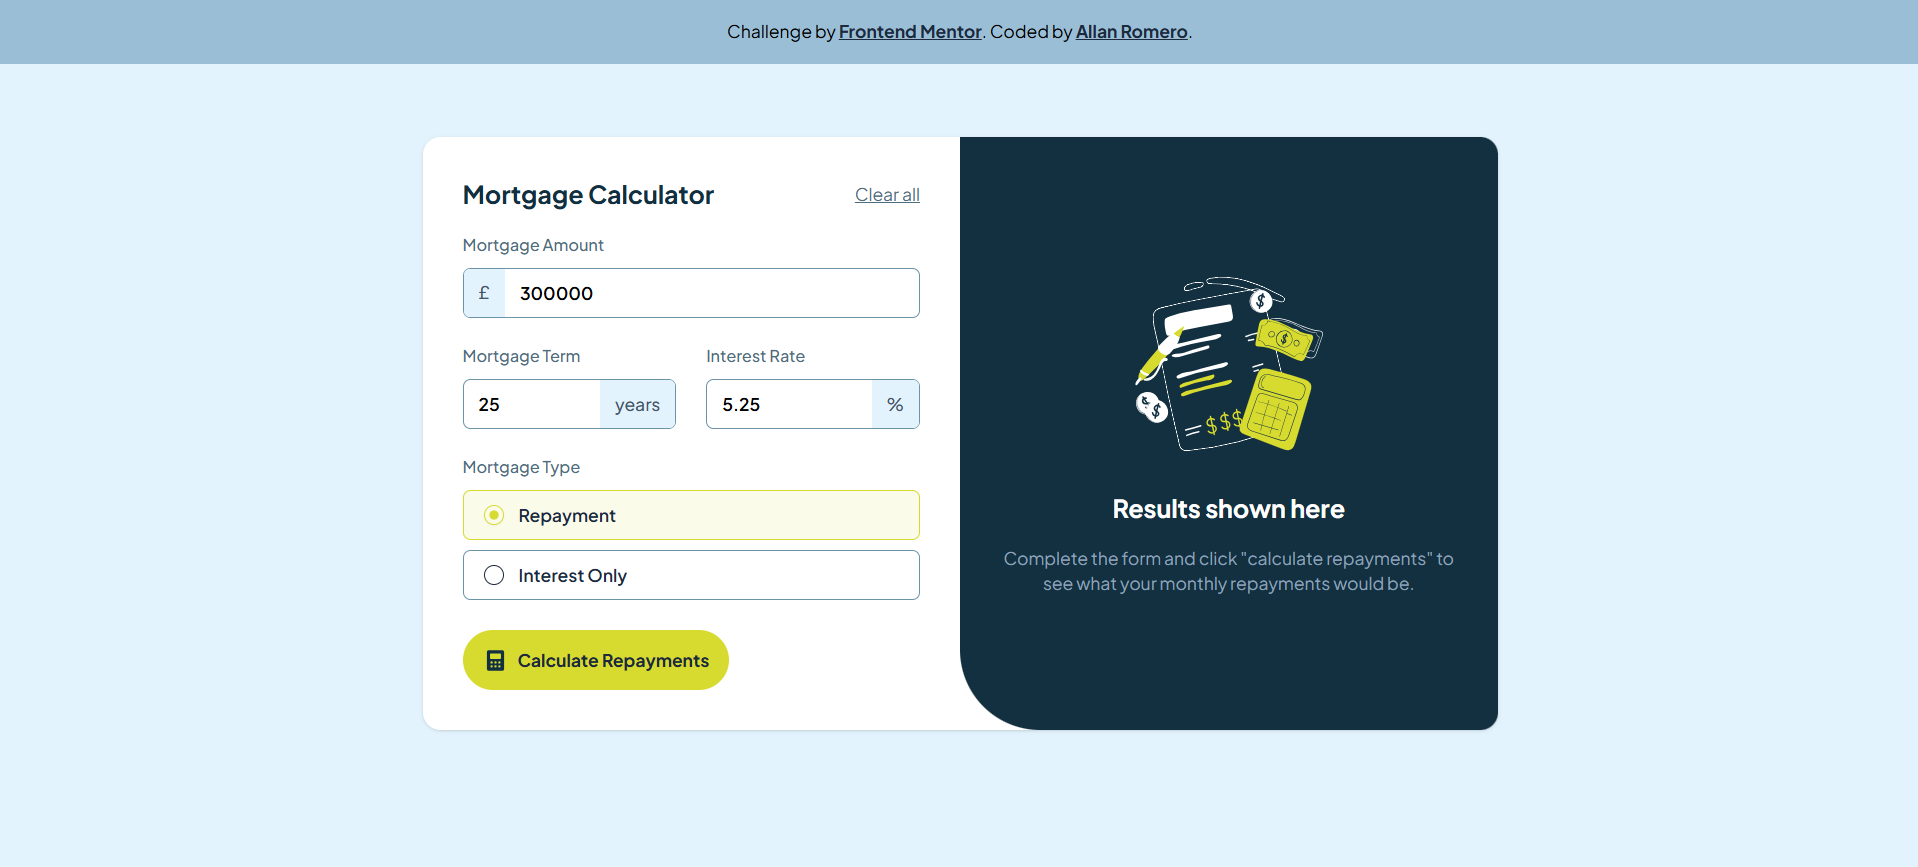 Challenge by Frontend Mentor. Coded by Allan Romero.
Mortgage Calculator
Clear all
Mortgage Amount
£ 300000
Mortgage Term
25 years
Interest Rate
5.25 %
Mortgage Type
Repayment
Interest Only
Calculate Repayments
$
$
$
$
$$$
Results shown here
Complete the form and click "calculate repayments" to
see what your monthly repayments would be.